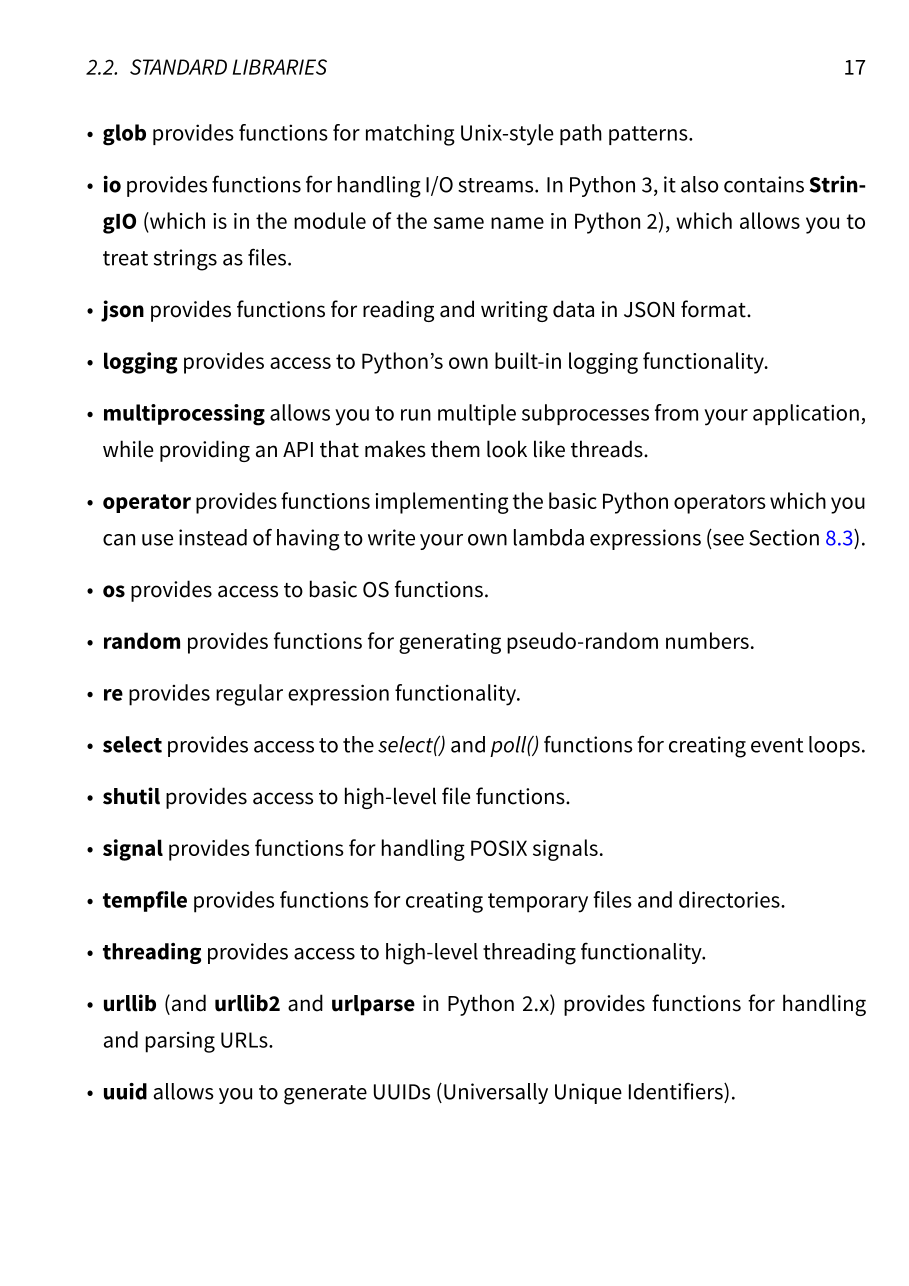 2.2. STANDARD LIBRARIES 17
• glob provides functions for matching Unix-style path patterns.
• io provides functions for handling I/O streams. In Python 3, it also contains Strin-
gIO (which is in the module of the same name in Python 2), which allows you to
treat strings as files.
• json provides functions for reading and writing data in JSON format.
• logging provides access to Python’s own built-in logging functionality.
• multiprocessing allows you to run multiple subprocesses from your application,
while providing an API that makes them look like threads.
• operator provides functions implementing the basic Python operators which you
can use instead of having to write your own lambda expressions (see Section 8.3).
• os provides access to basic OS functions.
• random provides functions for generating pseudo-random numbers.
• re provides regular expression functionality.
• select provides access to the select() and poll() functions for creating event loops.
• shutil provides access to high-level file functions.
• signal provides functions for handling POSIX signals.
• tempfile provides functions for creating temporary files and directories.
• threading provides access to high-level threading functionality.
• urllib (and urllib2 and urlparse in Python 2.x) provides functions for handling
and parsing URLs.
• uuid allows you to generate UUIDs (Universally Unique Identifiers).